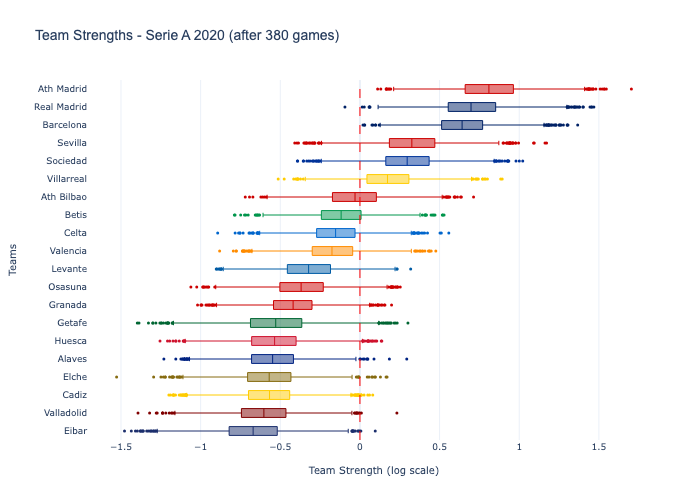 Team Strengths - Serie A 2020 (after 380 games)
Ath Madrid
Real Madrid
Barcelona
Sevilla
Sociedad
Villarreal
Ath Bilbao
Betis
Celta
Valencia
Levante
Osasuna
Granada
Getafe
Huesca
Alaves
Elche
Cadiz
Valladolid
Eibar
Teams
−1.5 −1 −0.5 0 0.5 1 1.5
Team Strength (log scale)